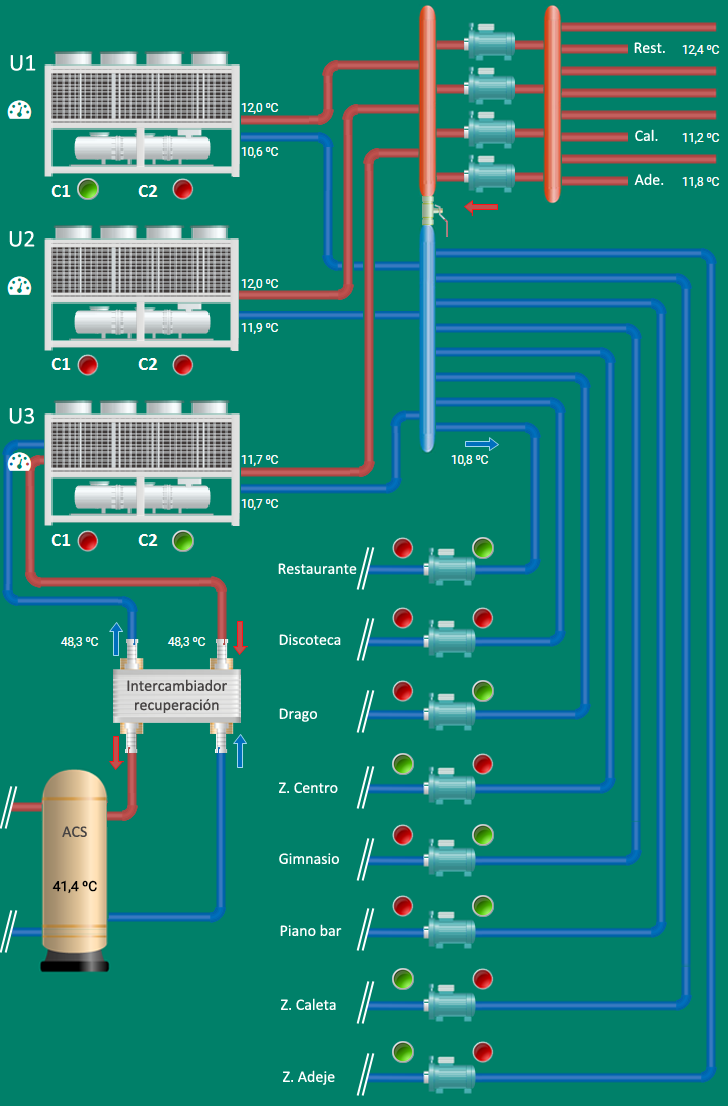 U1
12,0 ºC
10,6 ºC
C1 C2
Rest. 12,4 ºC
Cal. 11,2 ºC
Ade. 11,8 ºC
U2
12,0 ºC
11,9 ºC
C1 C2
U3
11,7 ºC
10,7 ºC
C1 C2
10,8 ºC
48,3 ºC 48,3 ºC
Intercambiador
recuperación
ACS
41,4 ºC
Restaurante
Discoteca
Drago
Z. Centro
Gimnasio
Piano bar
Z. Caleta
Z. Adeje